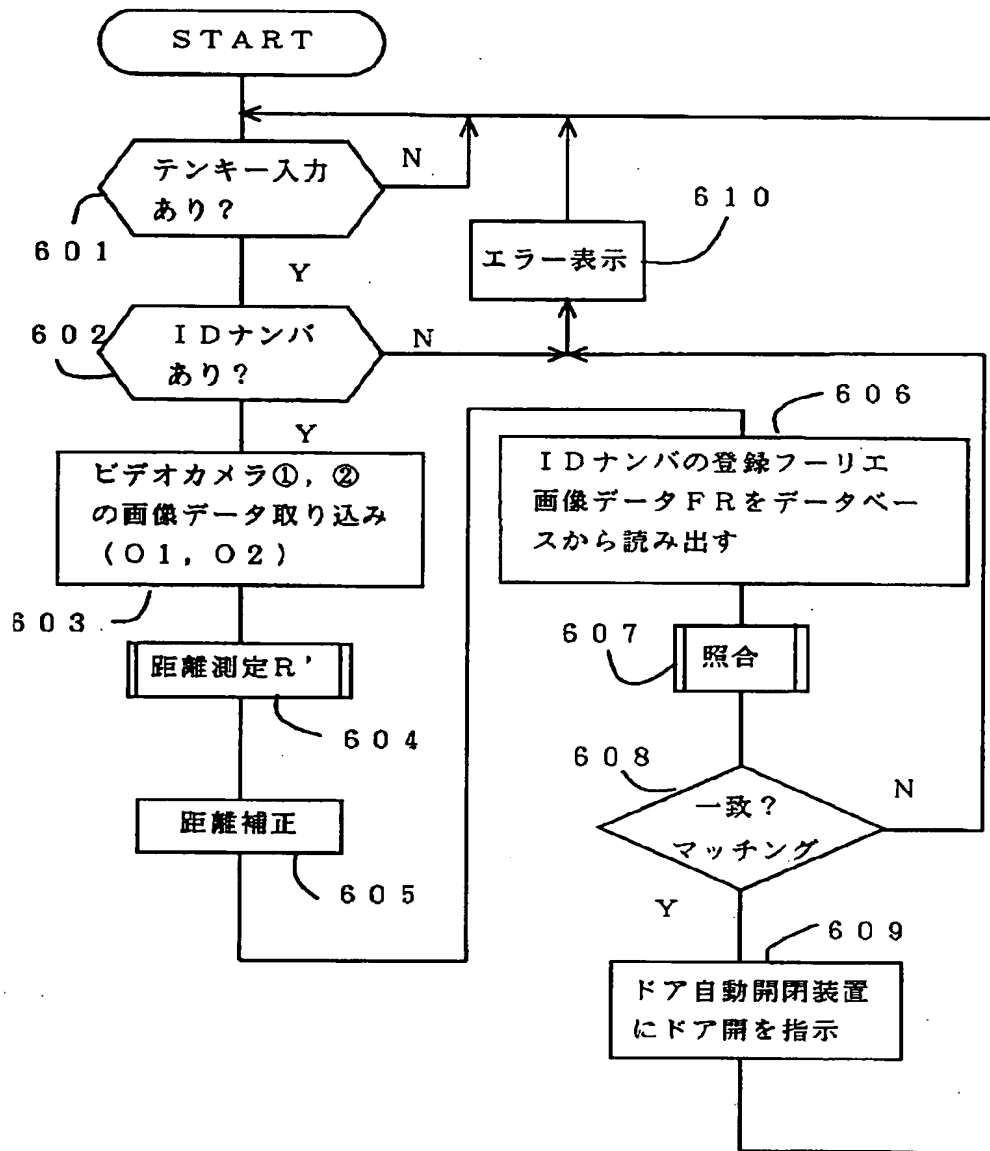 START
テンキー入力
あり?
N
601
Y
610
エラー表示
602
IDナンバ
あり?
N
Y
ビデオカメラ①,②
の画像データ取り込み
(O1,O2)
603
距離測定R'
604
距離補正
605
606
IDナンバの登録フーリエ
画像データFRをデータベー
スから読み出す
607
照合
608
一致?
マッチング
N
Y
609
ドア自動開閉装置
にドア開を指示